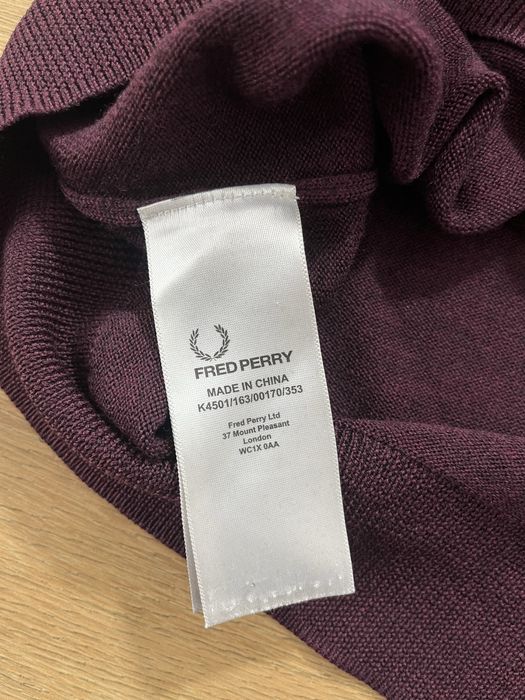 FRED PERRY
MADE IN CHINA
K4501/163/00170/353
Fred Perry Ltd
37 Mount Pleasant
London
WC1X 0AA